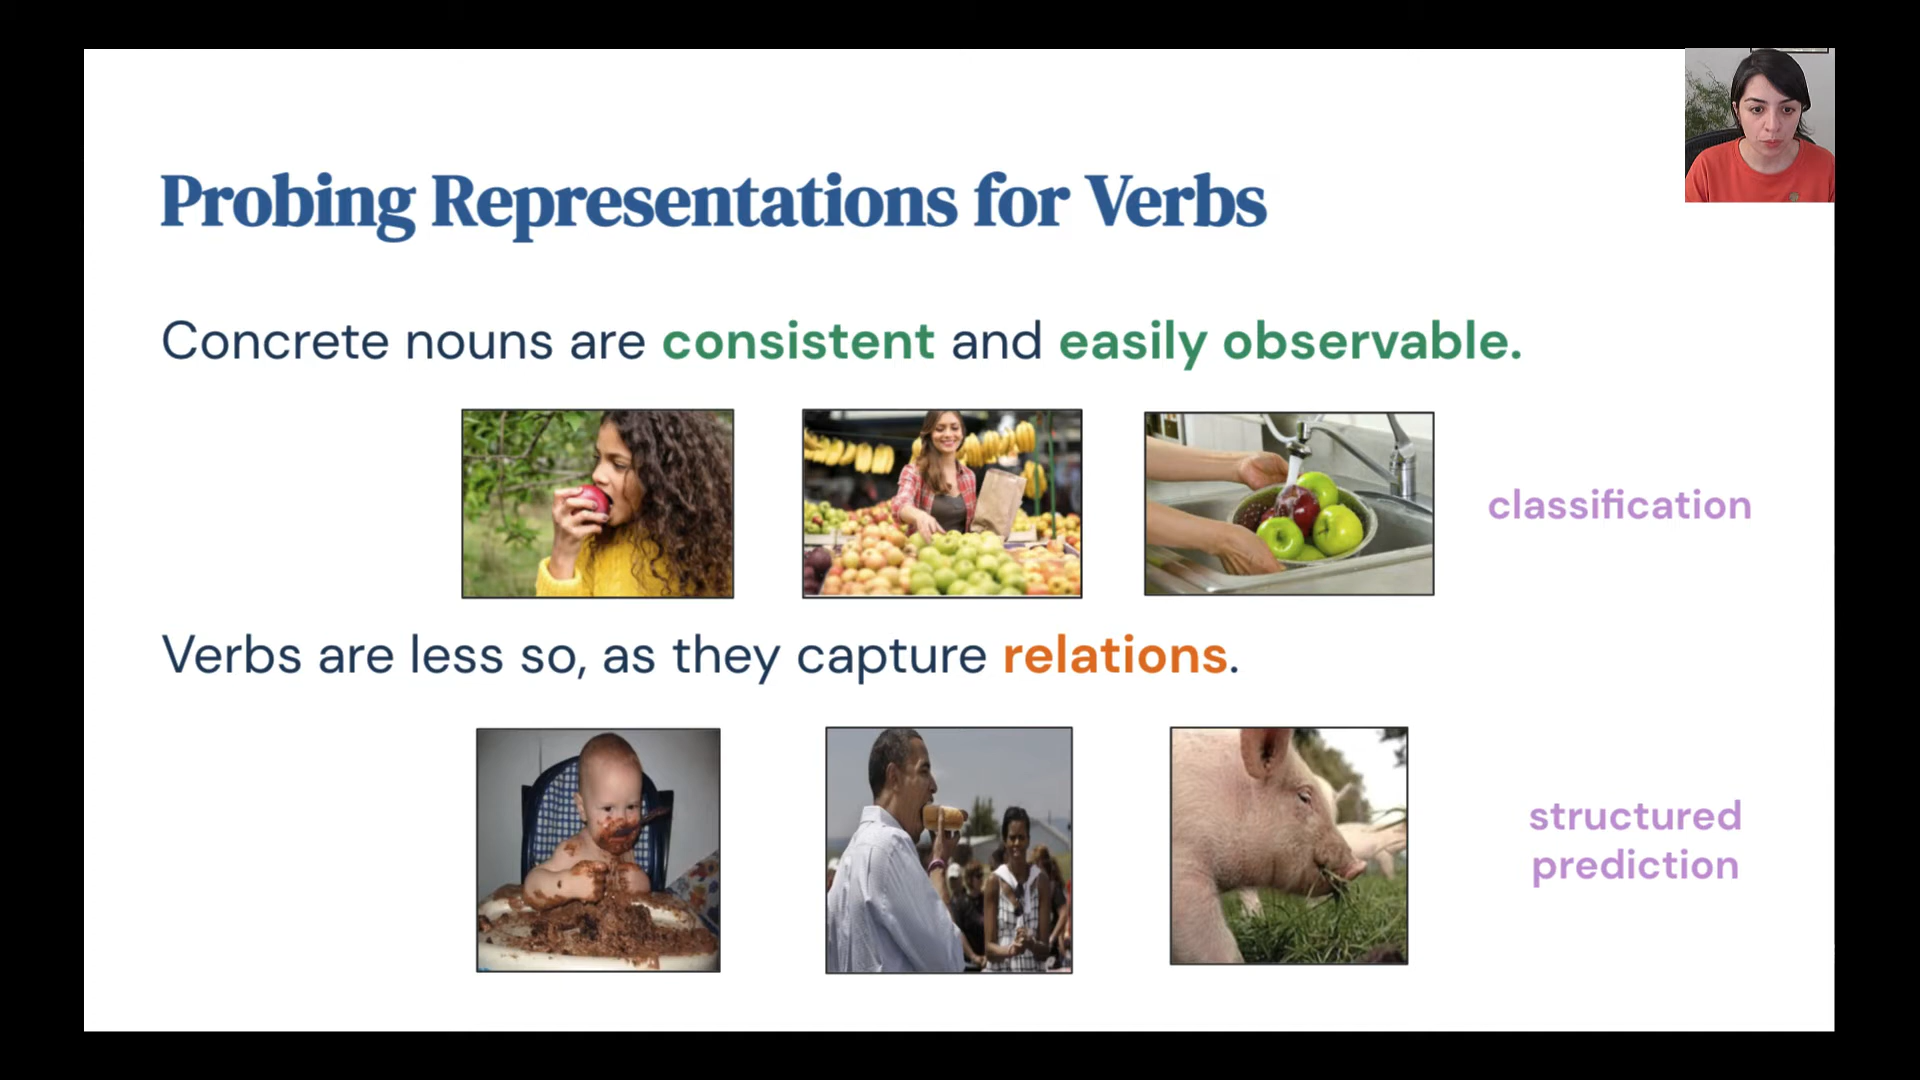 Probing Representations for Verbs
Concrete nouns are consistent and easily observable.
classification
Verbs are less so, as they capture relations.
structured
prediction